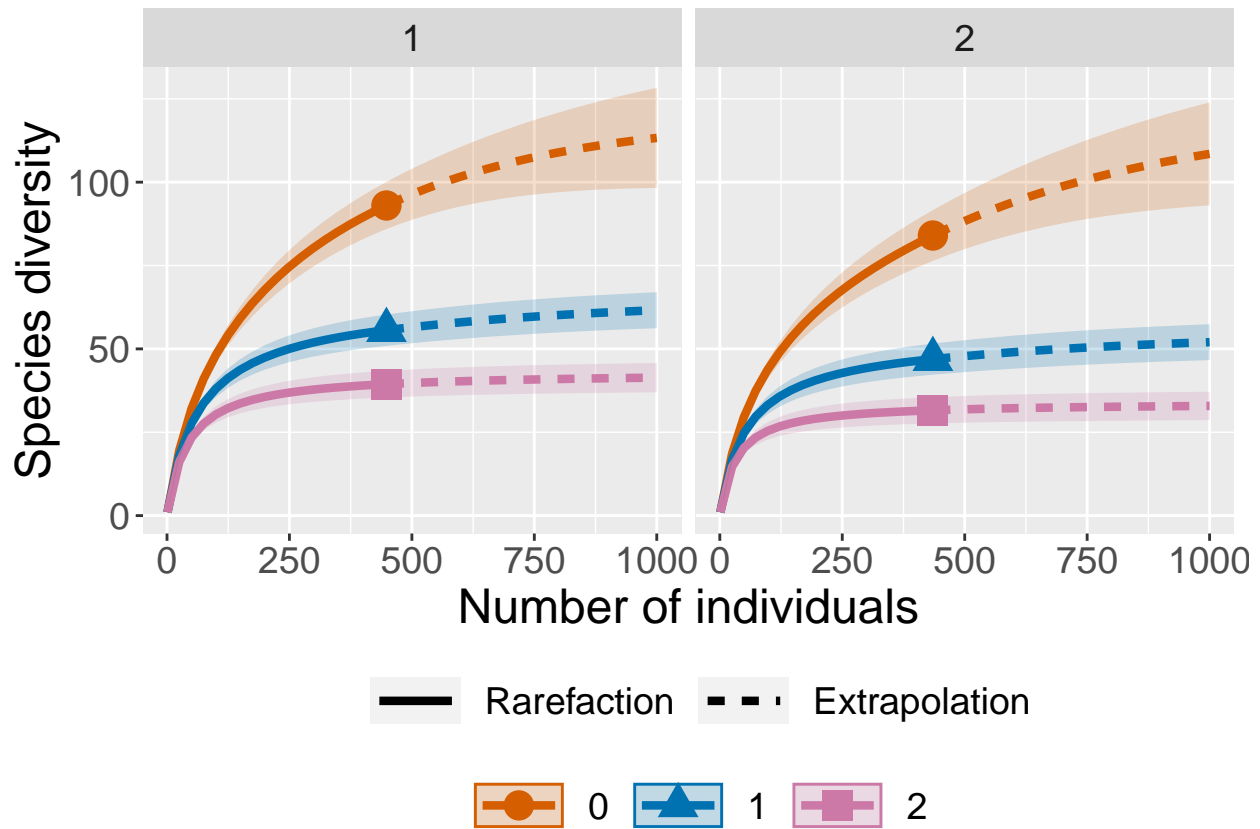 1 2
Species diversity
100
50
0
0 250 500 750 1000 0 250 500 750 1000
Number of individuals
Rarefaction Extrapolation
0 1 2